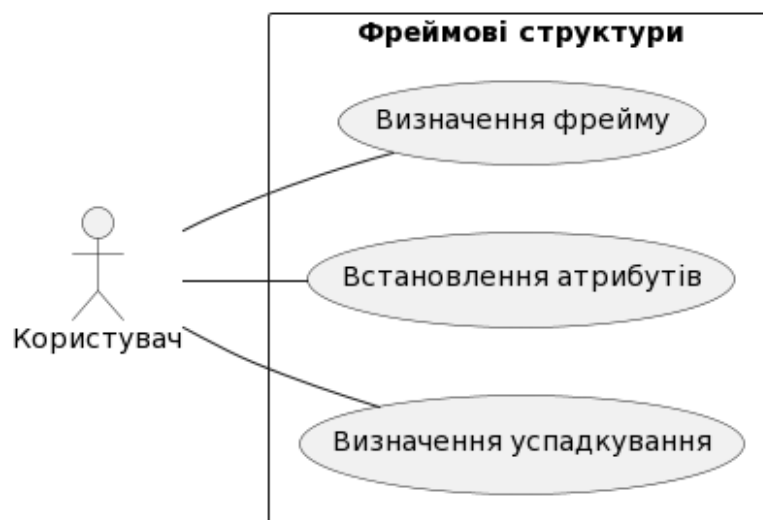 Фреймові структури
Визначення фрейму
Встановлення атрибутів
Користувач
Визначення успадкування